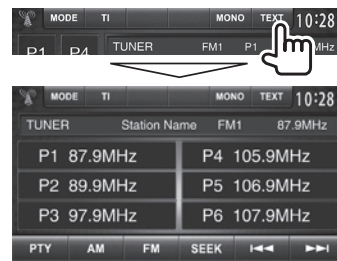 MODE TI MONO TEXT 10:28
P1 P4 TUNER FM1 P1 MHz
MODE TI MONO TEXT 10:28
TUNER Station Name FM1 87.9MHz
P1 87.9MHz P4 105.9MHz
P2 89.9MHz P5 106.9MHz
P3 97.9MHz P6 107.9MHz
PTY AM FM SEEK